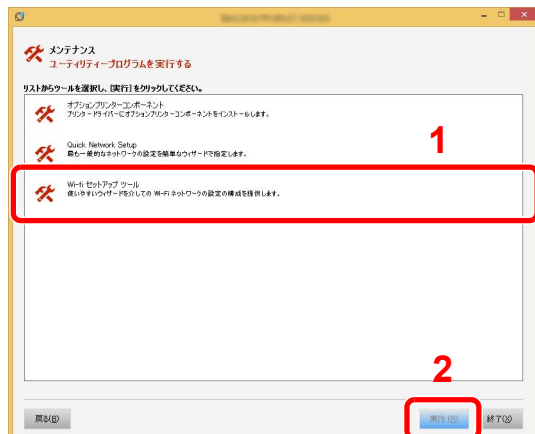 メンテナンス
ユーティリティープログラムを実行する
リストからツールを選択し、[実行]をクリックしてください。
オプションプリンターコンポーネント
プリンタードライバーにオプションプリンターコンポーネントをインストールします。
1
Quick Network Setup
最も一般的なネットワークの設定を簡単なウィザードで指定します。
Wi-fi セットアップ ツール
使いやすいウィザードを介しての Wi-Fi ネットワークの設定の構成を提供します。
2
戻る(B)
実行(R)
終了(X)